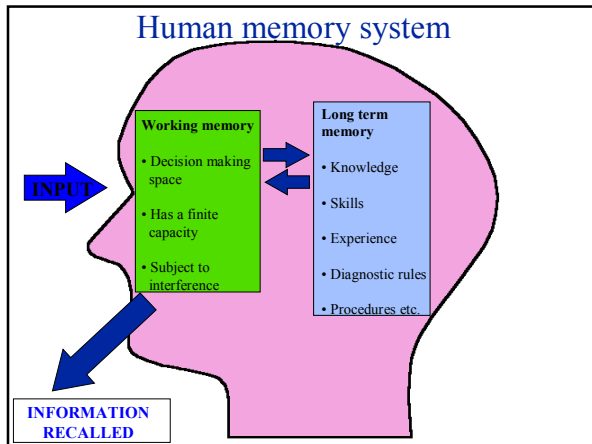 Human memory system
Working memory
• Decision making
space
• Has a finite
capacity
• Subject to
interference
Long term
memory
• Knowledge
• Skills
• Experience
• Diagnostic rules
• Procedures etc.
INPUT
INFORMATION
RECALLED